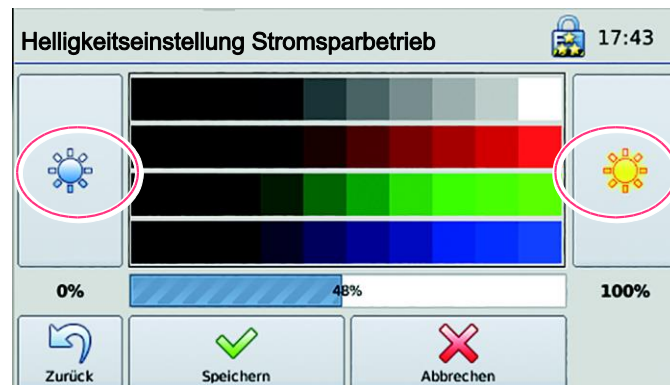 Helligkeitseinstellung Stromsparbetrieb 17:43
0% 48% 100%
Zurück Speichern Abbrechen